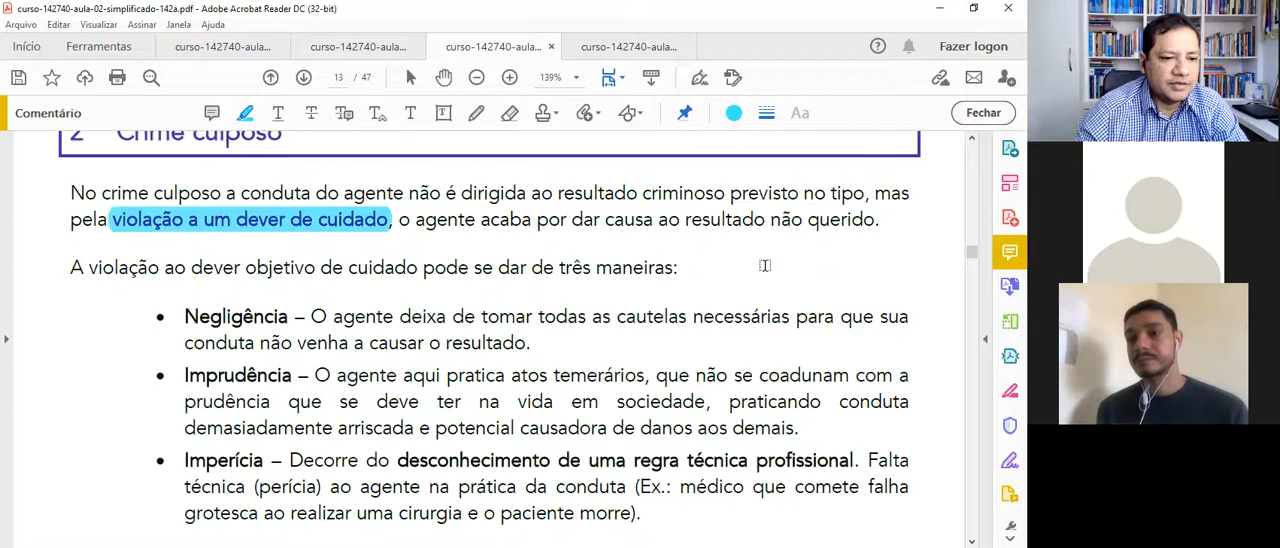 curso-142740-aula-02-simplificado-142a.pdf - Adobe Acrobat Reader DC (32-bit)
Arquivo Editar Visualizar Assinar Janela Ajuda
Início Ferramentas curso-142740-aula... curso-142740-aula... curso-142740-aula... × curso-142740-aula... Fazer logon
13 / 47 139%
Comentário Aa Fechar
2 Crime culposo
No crime culposo a conduta do agente não é dirigida ao resultado criminoso previsto no tipo, mas
pela violação a um dever de cuidado, o agente acaba por dar causa ao resultado não querido.
A violação ao dever objetivo de cuidado pode se dar de três maneiras:
• Negligência – O agente deixa de tomar todas as cautelas necessárias para que sua
conduta não venha a causar o resultado.
• Imprudência – O agente aqui pratica atos temerários, que não se coadunam com a
prudência que se deve ter na vida em sociedade, praticando conduta
demasiadamente arriscada e potencial causadora de danos aos demais.
• Imperícia – Decorre do desconhecimento de uma regra técnica profissional. Falta
técnica (perícia) ao agente na prática da conduta (Ex.: médico que comete falha
grotesca ao realizar uma cirurgia e o paciente morre).